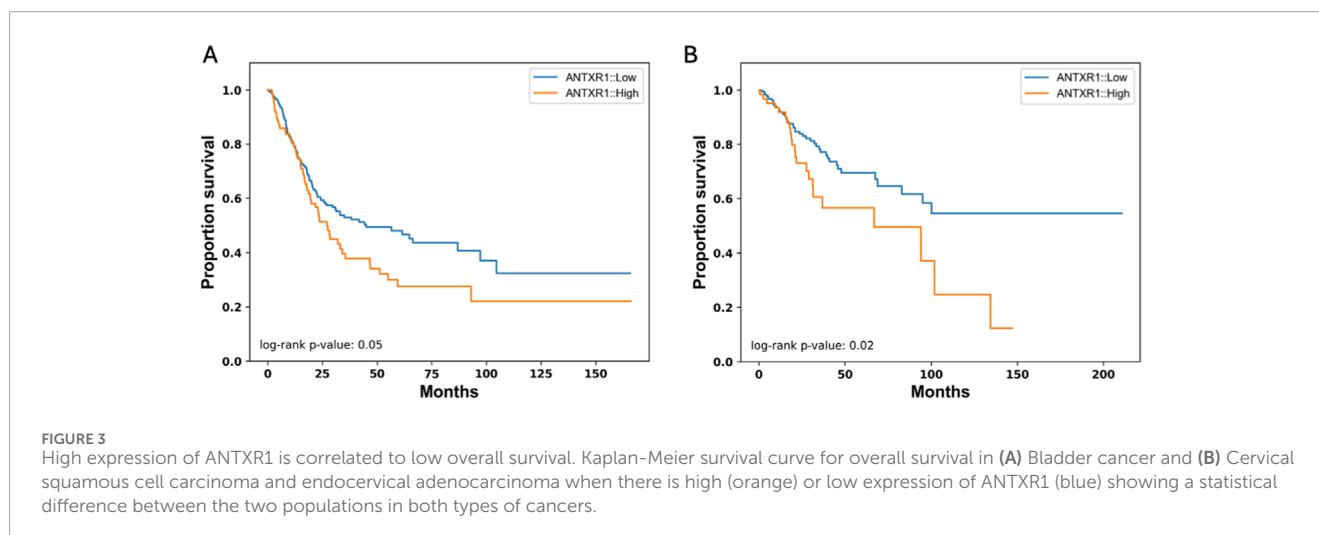 A
ANTXR1::Low
ANTXR1::High
1.0
0.8
0.6
0.4
0.2
0.0
Proportion survival
log-rank p-value: 0.05
0 25 50 75 100 125 150
Months
B
ANTXR1::Low
ANTXR1::High
1.0
0.8
0.6
0.4
0.2
0.0
Proportion survival
log-rank p-value: 0.02
0 50 100 150 200
Months
FIGURE 3
High expression of ANTXR1 is correlated to low overall survival. Kaplan-Meier survival curve for overall survival in (A) Bladder cancer and (B) Cervical
squamous cell carcinoma and endocervical adenocarcinoma when there is high (orange) or low expression of ANTXR1 (blue) showing a statistical
difference between the two populations in both types of cancers.